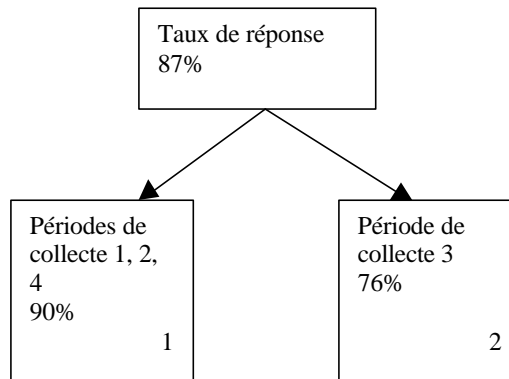 Taux de réponse
87%
Périodes de
collecte 1, 2,
4
90%
1
Période de
collecte 3
76%
2